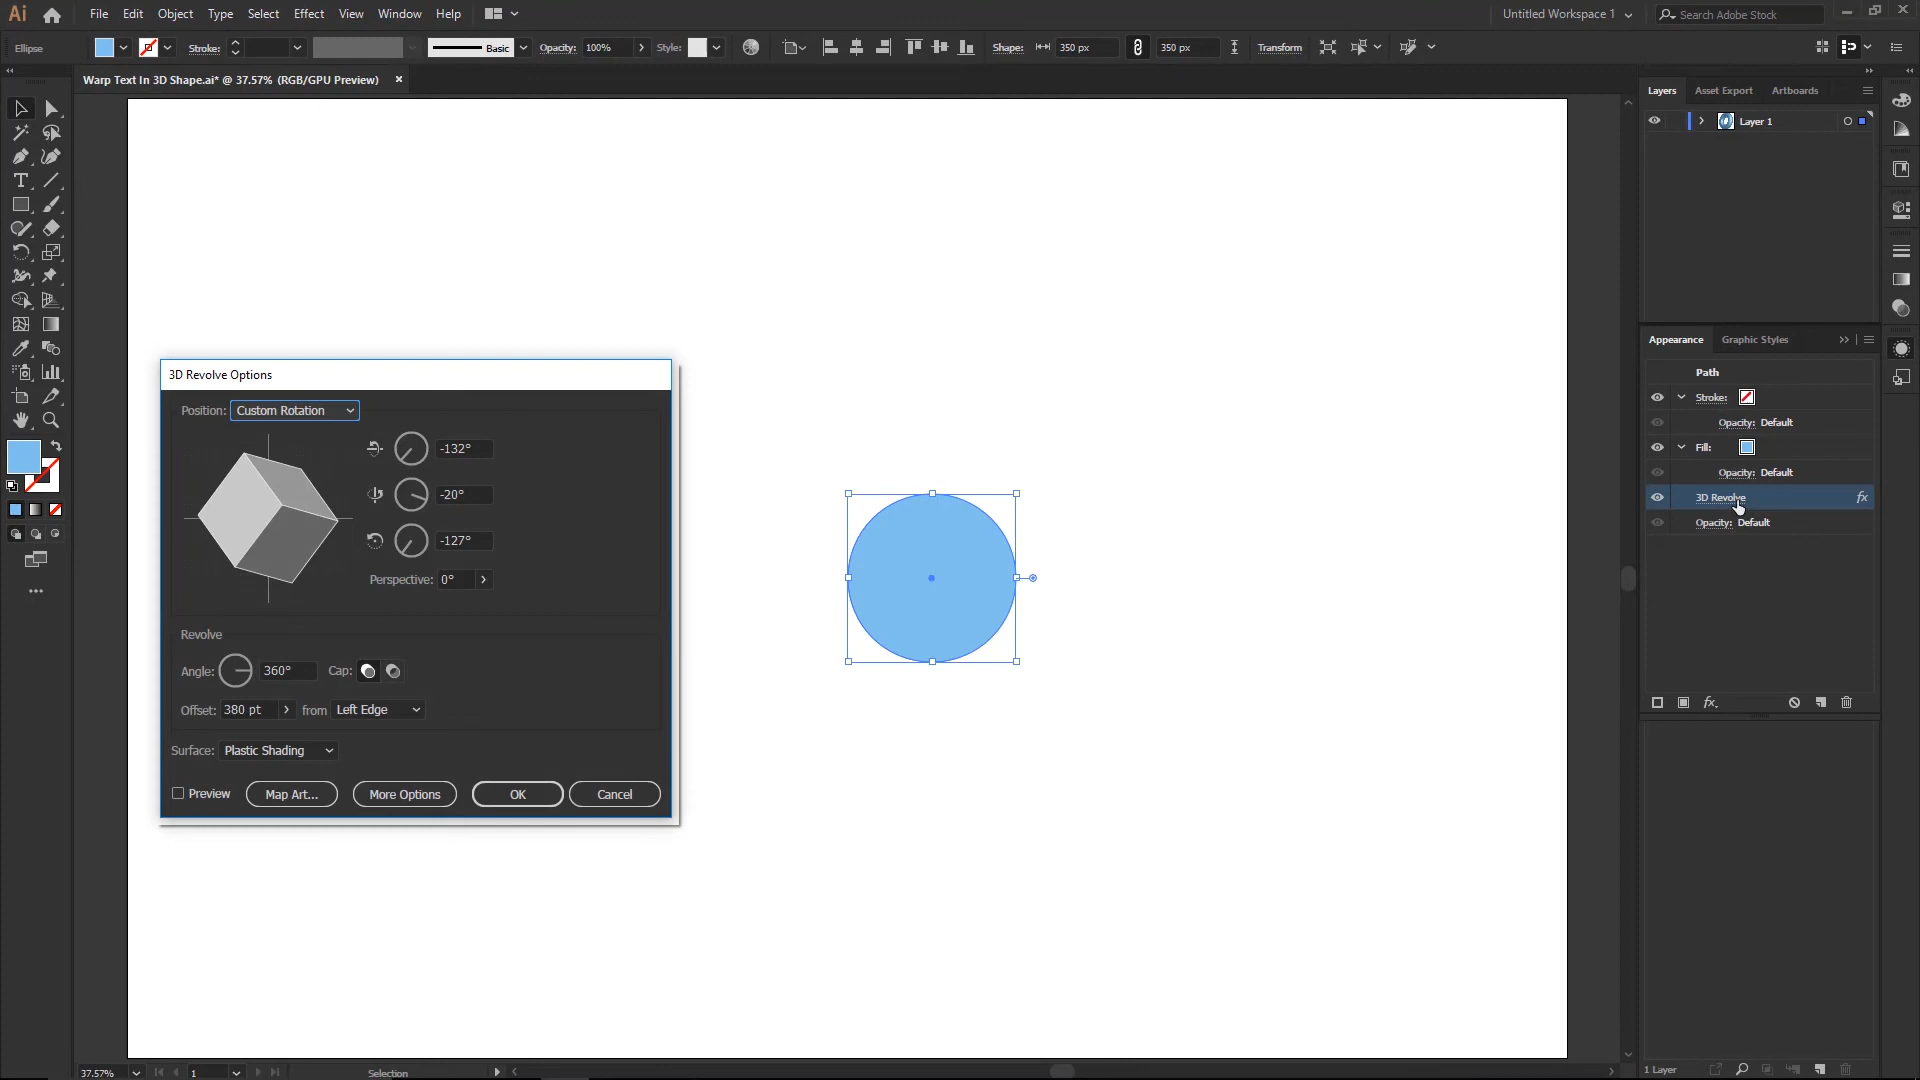 Ai File Edit Object Type Select Effect View Window Help Untitled Workspace 1 Search Adobe Stock
Ellipse Stroke: Basic Opacity: 100% Style: Shape: 350 px 350 px Transform
Warp Text In 3D Shape.ai* @ 37.57% (RGB/GPU Preview) ×
Layers Asset Export Artboards
Layer 1
Appearance Graphic Styles
Path
Stroke:
Opacity: Default
Fill:
Opacity: Default
3D Revolve fx
Opacity: Default
fx.
3D Revolve Options
Position: Custom Rotation
-132°
-20°
-127°
Perspective: 0°
Revolve
Angle: 360° Cap:
Offset: 380 pt from Left Edge
Surface: Plastic Shading
Preview Map Art... More Options OK Cancel
37.57% 1 Selection
1 Layer